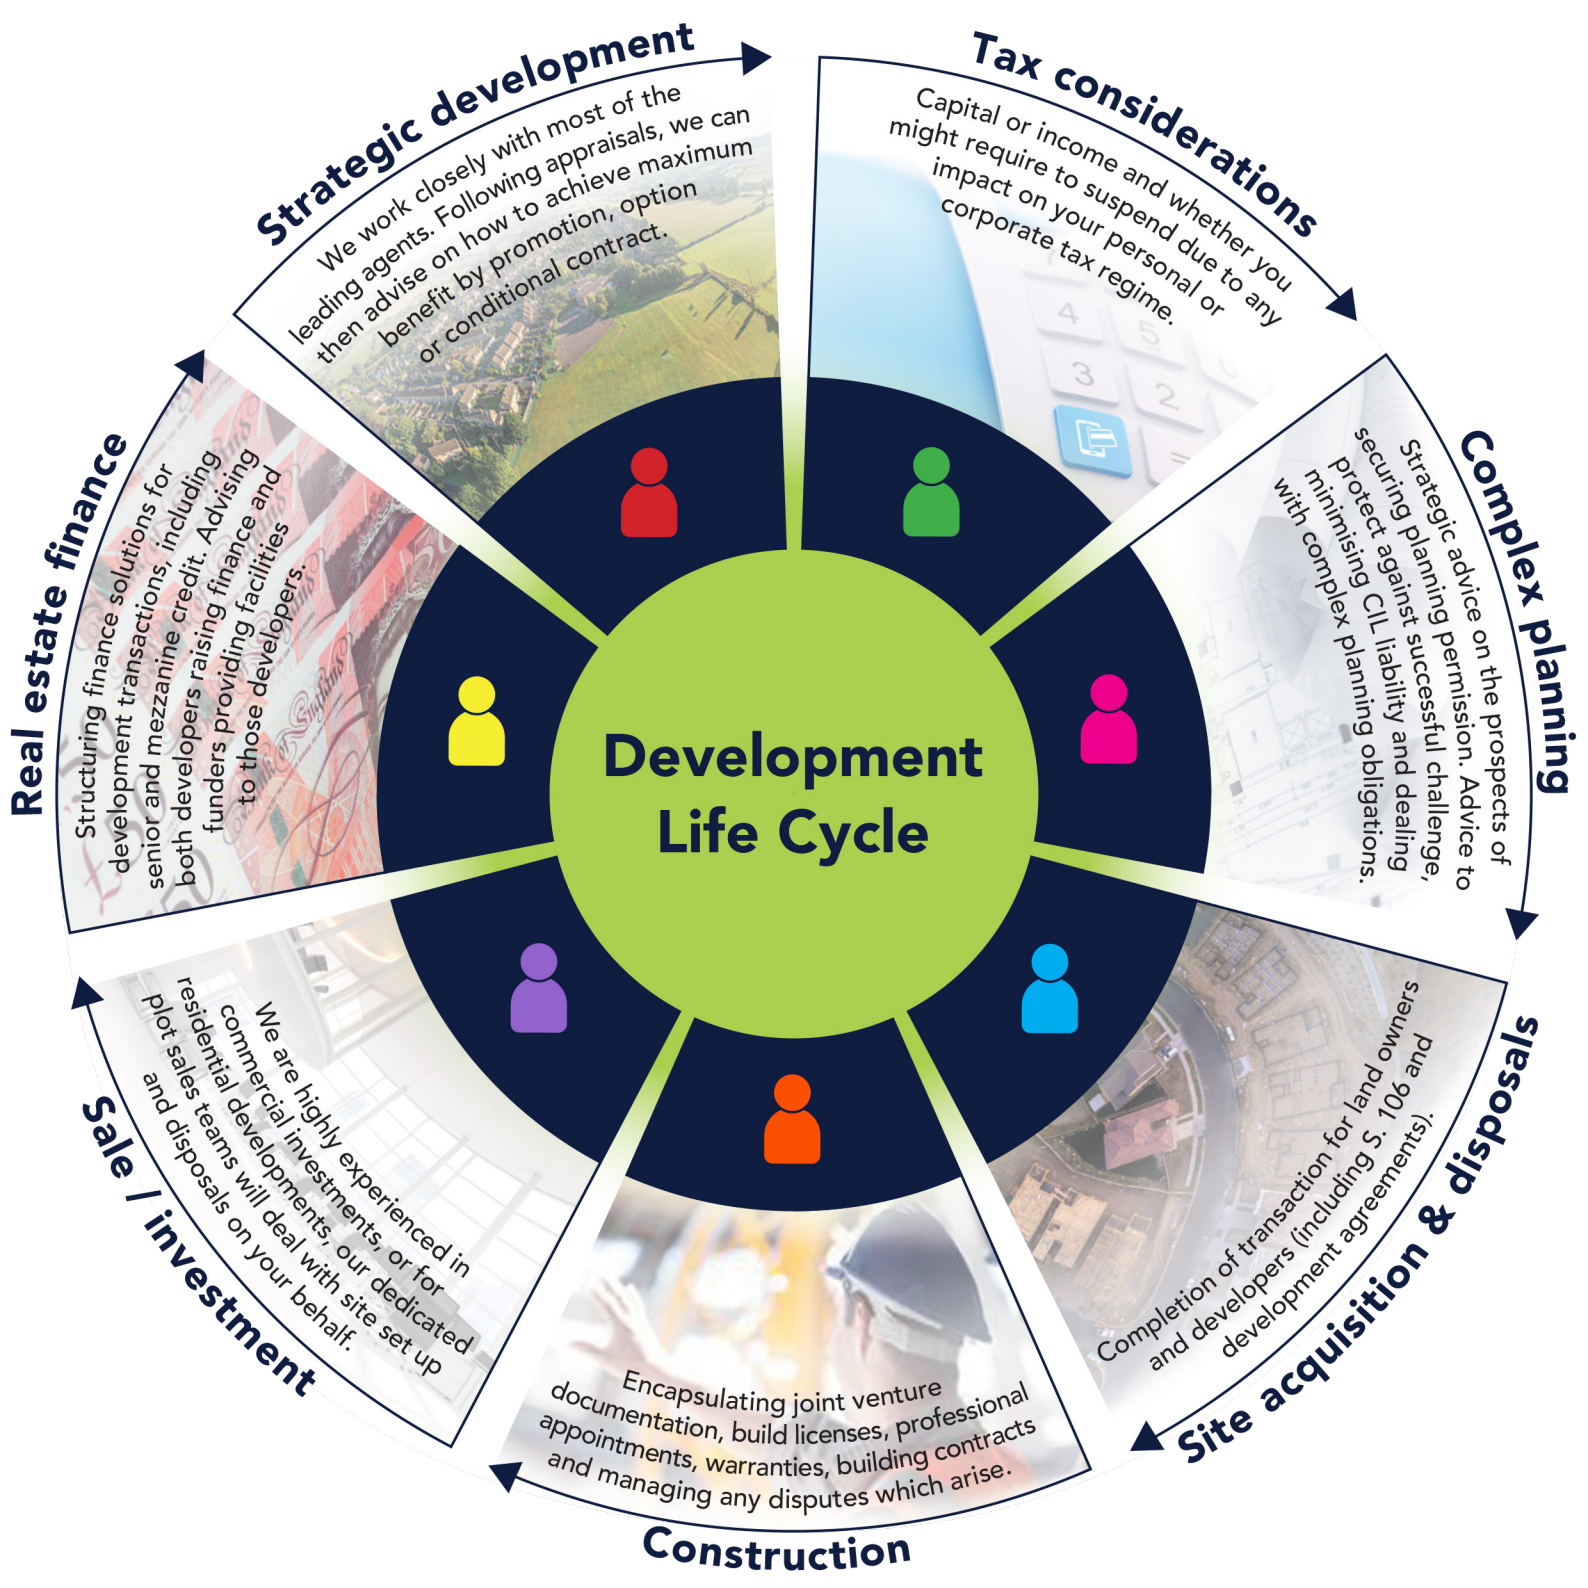 Development
Life Cycle
Strategic development
We work closely with most of the
leading agents. Following appraisals, we can
then advise on how to achieve maximum
benefit by promotion, option
or conditional contract.
Tax considerations
Capital or income and whether you
might require to suspend due to any
impact on your personal or
corporate tax regime.
4
5
3
2
=
Complex planning
Strategic advice on the prospects of
securing planning permission. Advice to
protect against successful challenge,
minimising CIL liability and dealing
with complex planning obligations.
Site acquisition & disposals
Completion of transaction for land owners
and developers (including S. 106 and
development agreements).
Construction
Encapsulating joint venture
documentation, build licenses, professional
appointments, warranties, building contracts
and managing any disputes which arise.
Sale / investment
We are highly experienced in
commercial investments, or for
residential developments, our dedicated
plot sales teams will deal with site set up
and disposals on your behalf.
Real estate finance
Structuring finance solutions for
development transactions, including
senior and mezzanine credit. Advising
both developers raising finance and
funders providing facilities
to those developers.
£50